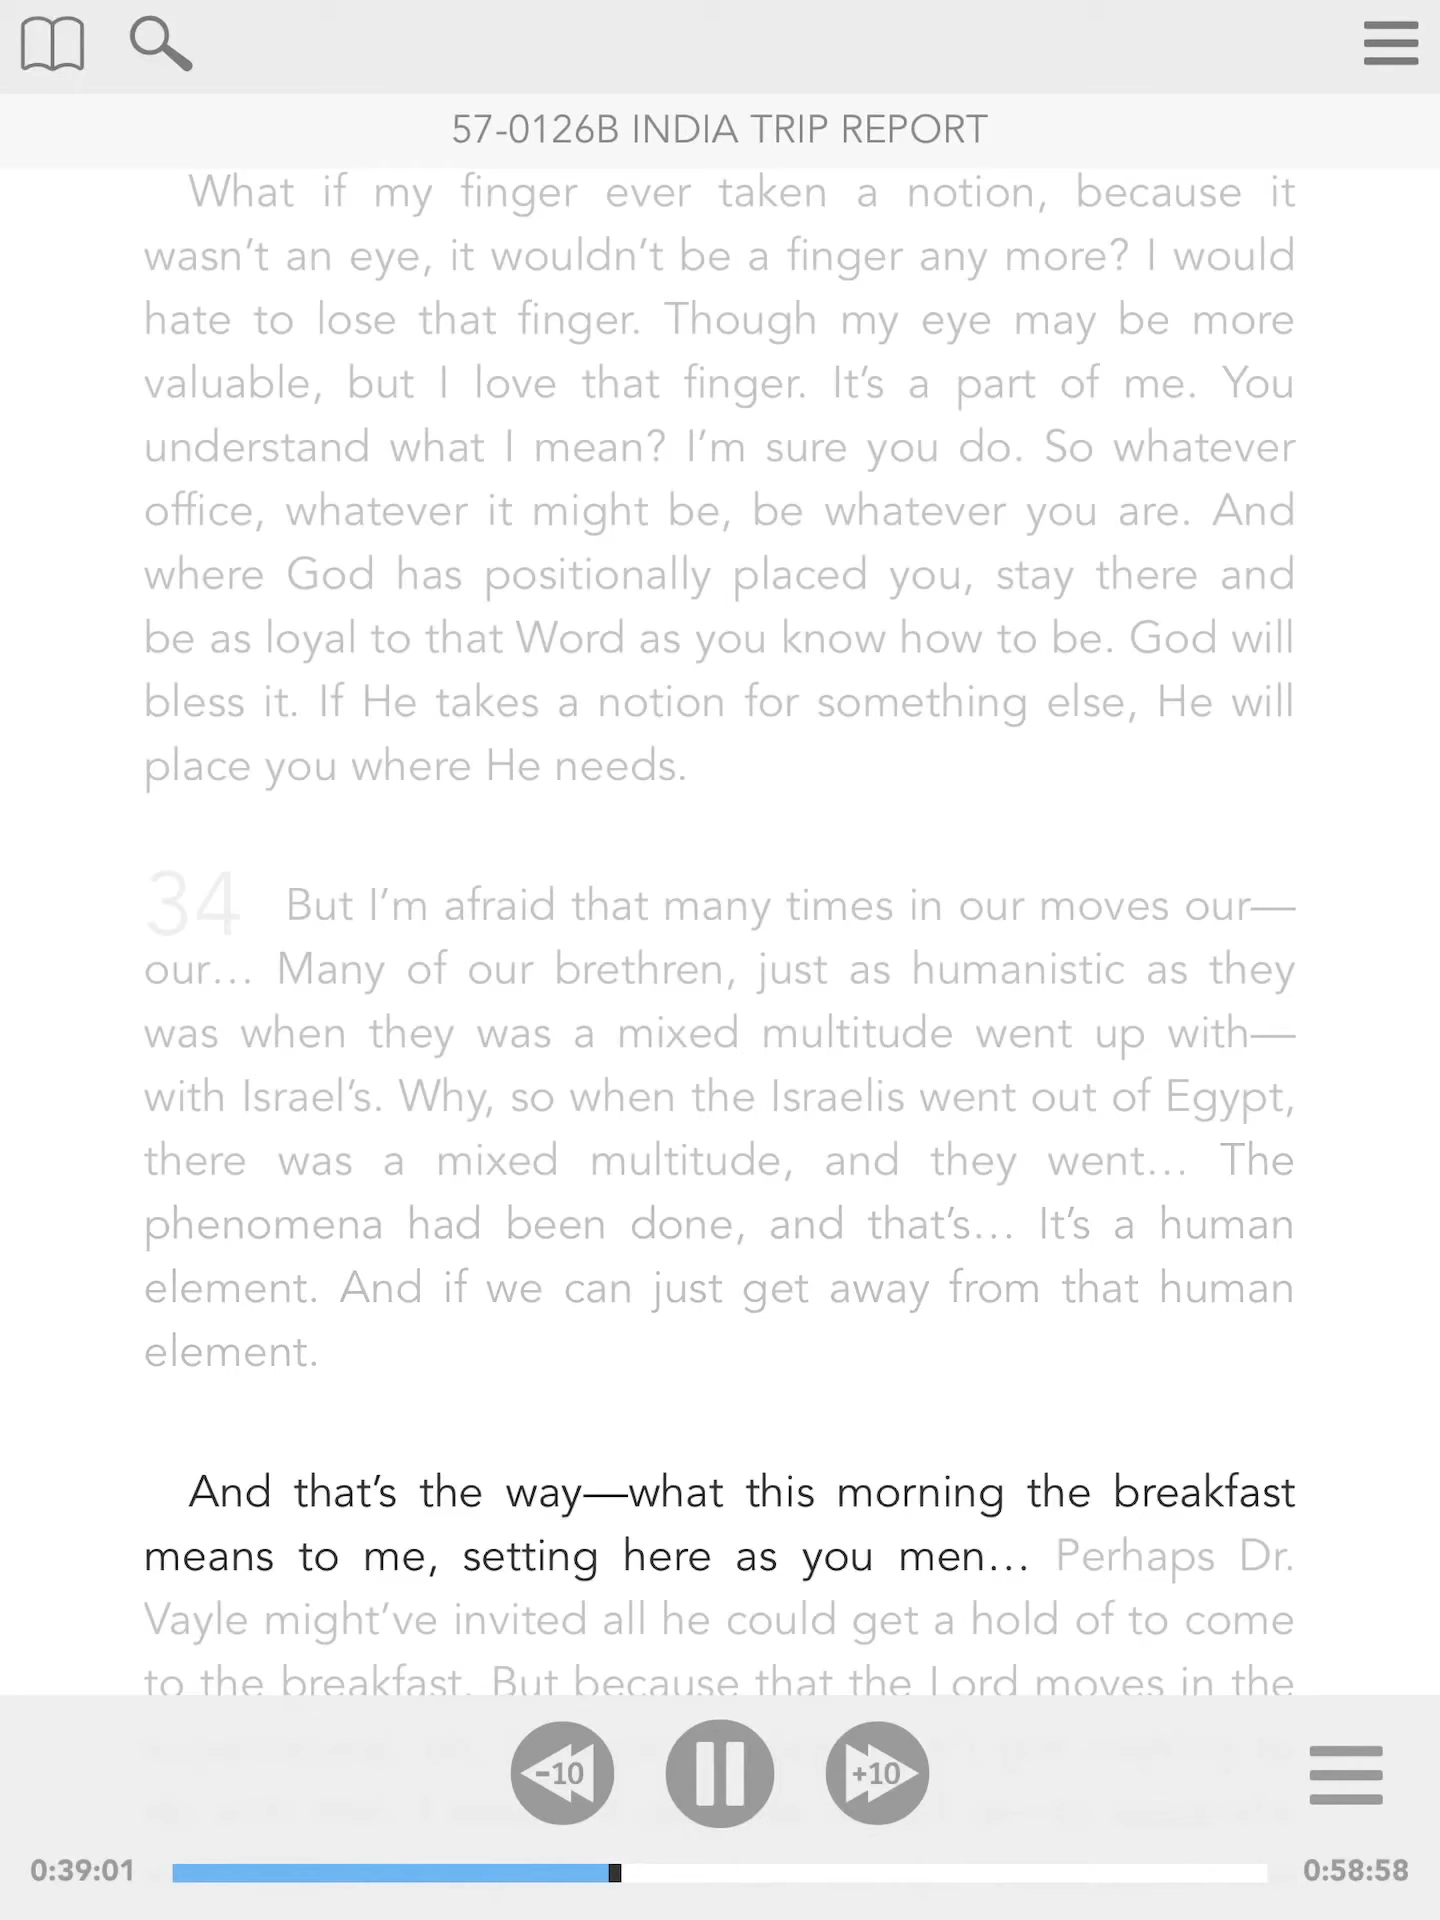 57-0126B INDIA TRIP REPORT
What if my finger ever taken a notion, because it
wasn’t an eye, it wouldn’t be a finger any more? I would
hate to lose that finger. Though my eye may be more
valuable, but I love that finger. It’s a part of me. You
understand what I mean? I’m sure you do. So whatever
office, whatever it might be, be whatever you are. And
where God has positionally placed you, stay there and
be as loyal to that Word as you know how to be. God will
bless it. If He takes a notion for something else, He will
place you where He needs.
34 But I’m afraid that many times in our moves our—
our… Many of our brethren, just as humanistic as they
was when they was a mixed multitude went up with—
with Israel’s. Why, so when the Israelis went out of Egypt,
there was a mixed multitude, and they went… The
phenomena had been done, and that’s… It’s a human
element. And if we can just get away from that human
element.
And that’s the way—what this morning the breakfast
means to me, setting here as you men… Perhaps Dr.
Vayle might’ve invited all he could get a hold of to come
to the breakfast. But because that the Lord moves in the
-10 +10
0:39:01 0:58:58